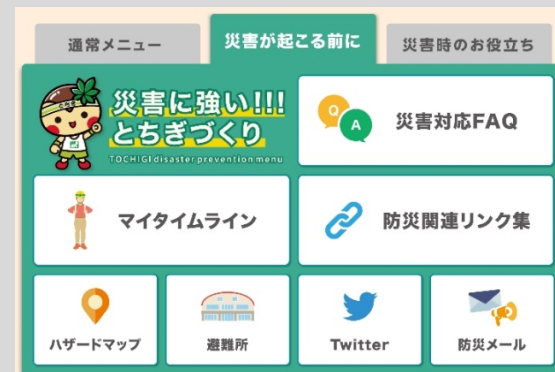 通常メニュー
災害が起こる前に
災害時のお役立ち
災害に強い!!!
とちぎづくり
TOCHIGI disaster prevention menu
Q
A
災害対応FAQ
マイタイムライン
防災関連リンク集
ハザードマップ
避難所
Twitter
防災メール